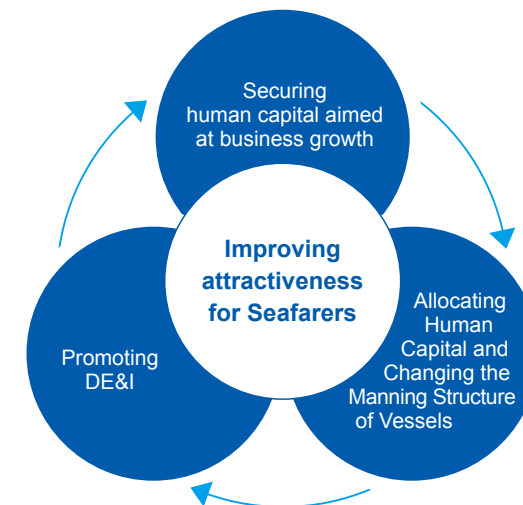 Securing
human capital aimed
at business growth
Improving
attractiveness
for Seafarers
Allocating
Human
Capital and
Changing the
Manning Structure
of Vessels
Promoting
DE&I